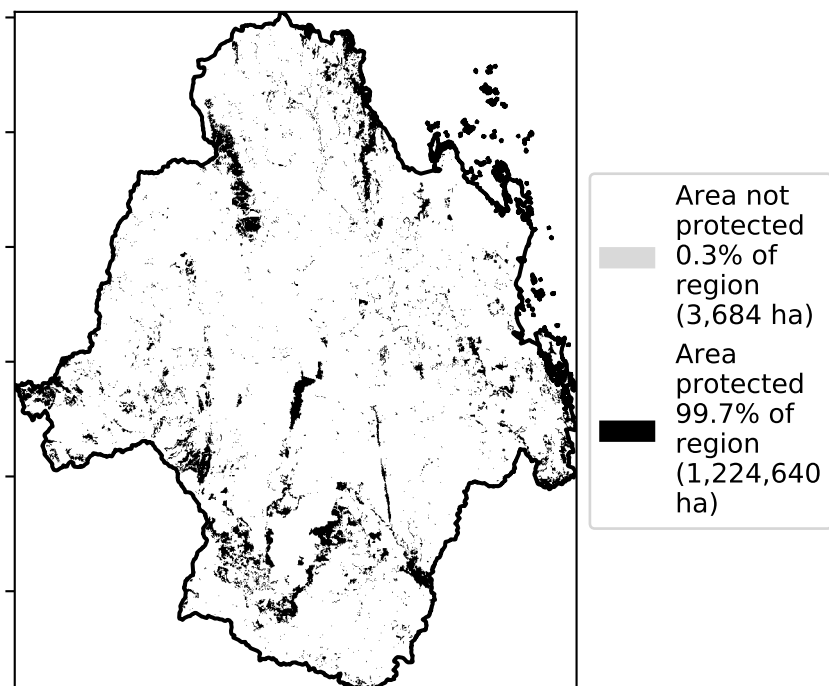 Area not
protected
0.3% of
region
(3,684 ha)
Area
protected
99.7% of
region
(1,224,640
ha)